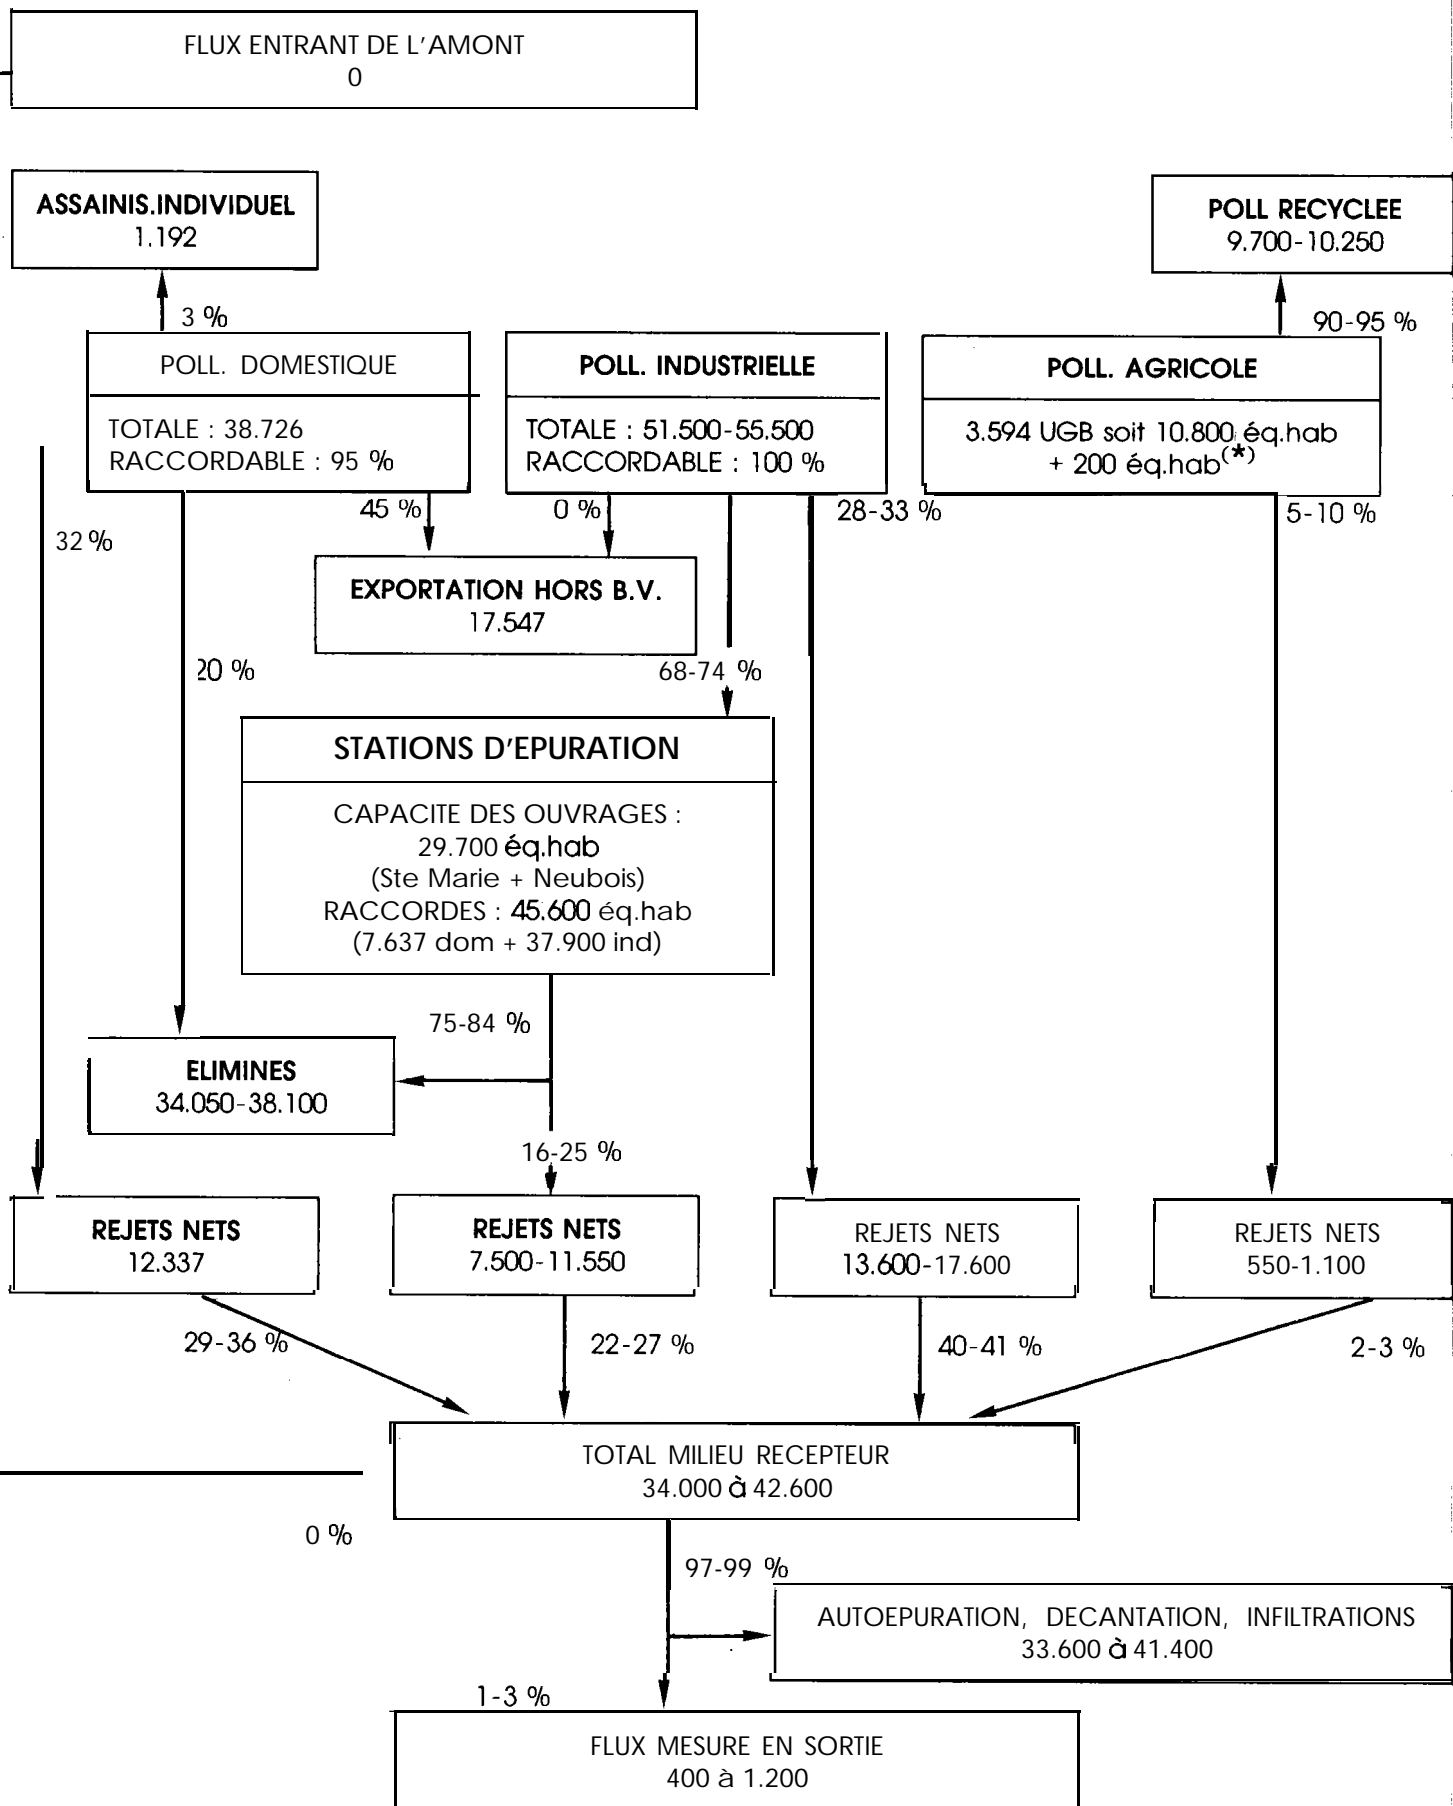 FLUX ENTRANT DE L'AMONT
0
ASSAINIS.INDIVIDUEL
1.192
POLL RECYCLEE
9.700-10.250
3 %
90-95 %
POLL. DOMESTIQUE
TOTALE : 38.726
RACCORDABLE : 95 %
POLL. INDUSTRIELLE
TOTALE : 51.500-55.500
RACCORDABLE : 100 %
POLL. AGRICOLE
3.594 UGB soit 10.800 éq.hab
+ 200 éq.hab(*)
45 %
0 %
28-33 %
5-10 %
32 %
EXPORTATION HORS B.V.
17.547
20 %
68-74 %
STATIONS D'EPURATION
CAPACITE DES OUVRAGES :
29.700 éq.hab
(Ste Marie + Neubois)
RACCORDES : 45.600 éq.hab
(7.637 dom + 37.900 ind)
75-84 %
ELIMINES
34.050-38.100
16-25 %
REJETS NETS
12.337
REJETS NETS
7.500-11.550
REJETS NETS
13.600-17.600
REJETS NETS
550-1.100
29-36 %
22-27 %
40-41 %
2-3 %
TOTAL MILIEU RECEPTEUR
34.000 à 42.600
0 %
97-99 %
AUTOEPURATION, DECANTATION, INFILTRATIONS
33.600 à 41.400
1-3 %
FLUX MESURE EN SORTIE
400 à 1.200